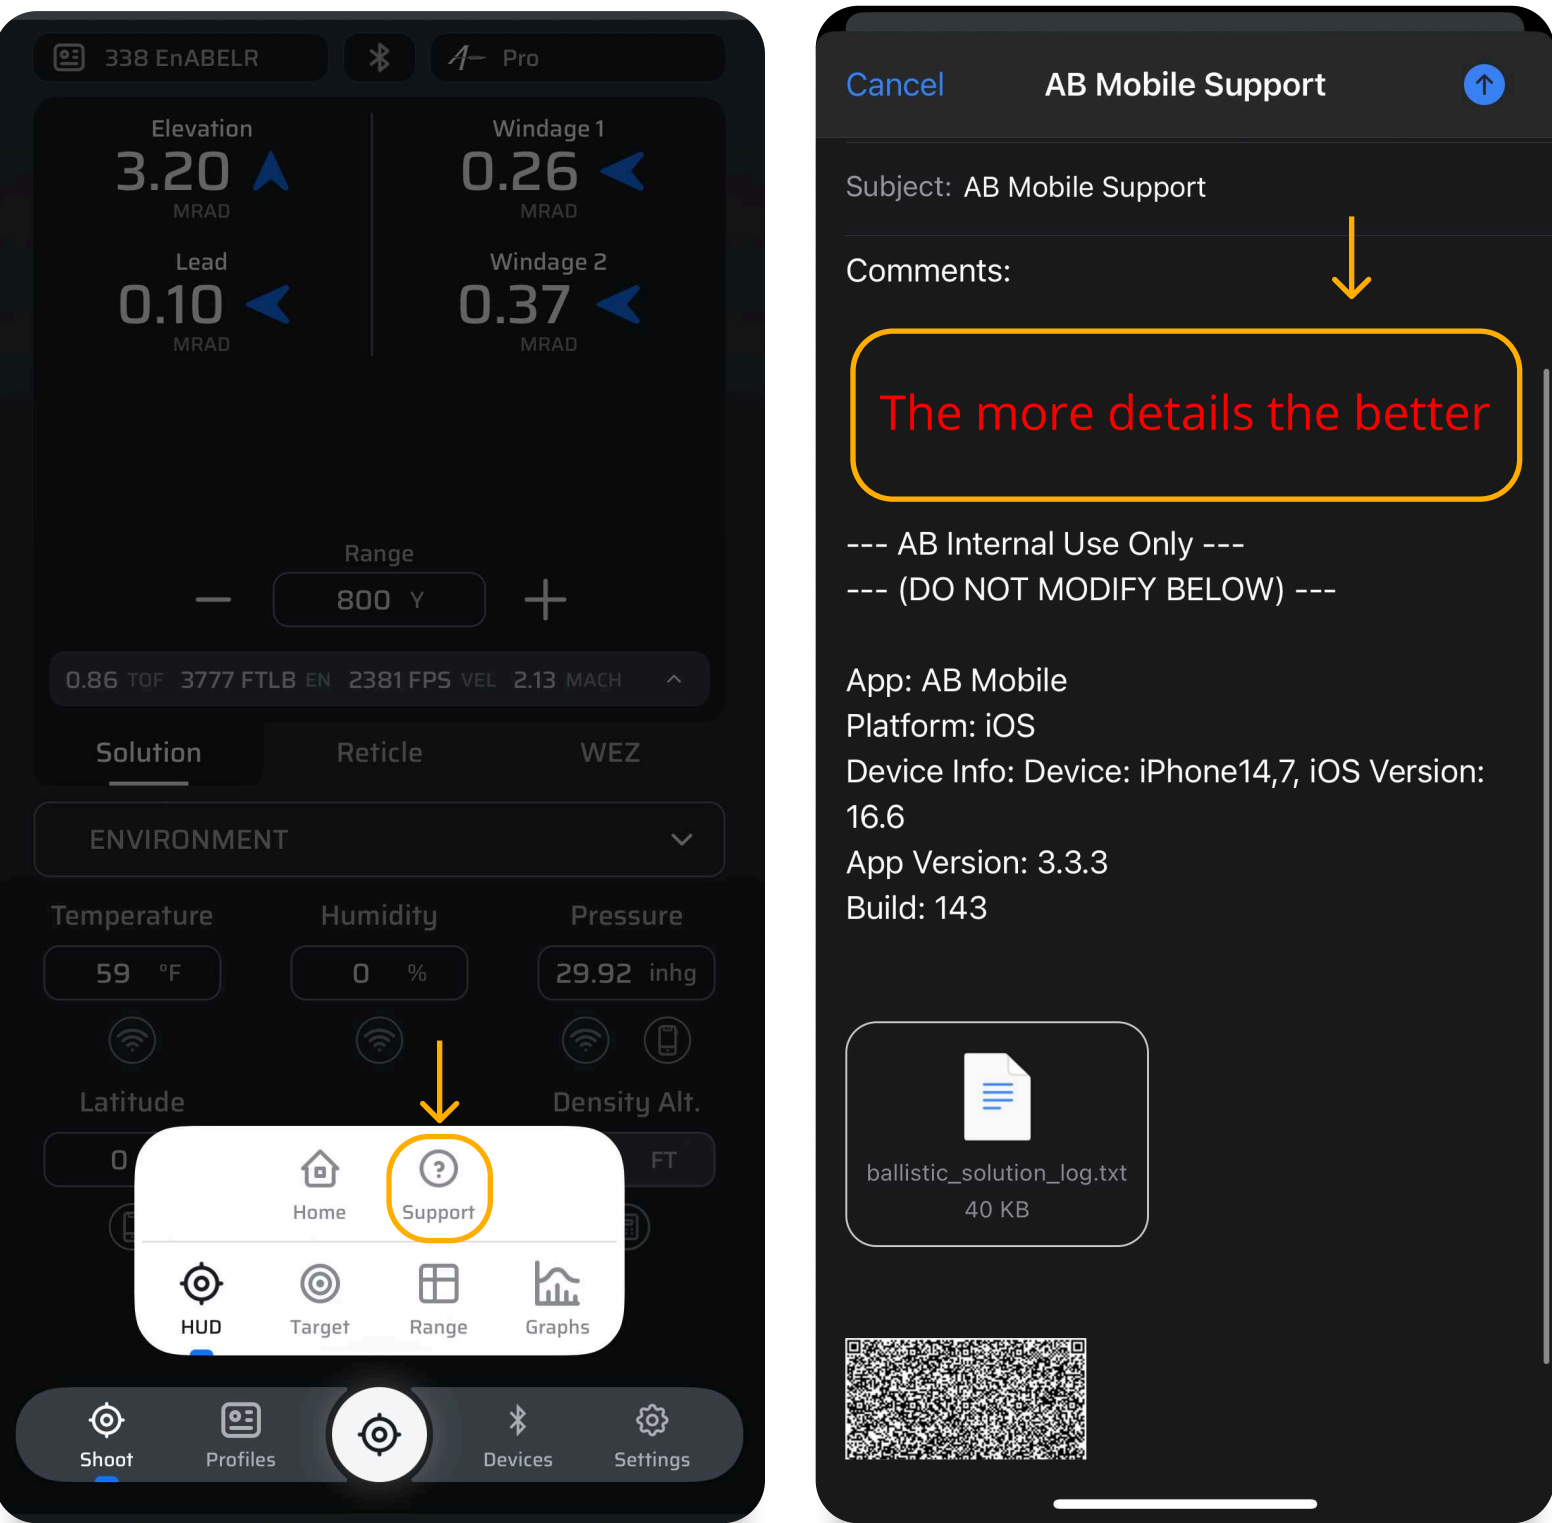 338 EnABELR
Pro
Elevation
3.20
MRAD
Windage 1
0.26
MRAD
Lead
0.10
MRAD
Windage 2
0.37
MRAD
Range
800 Y
0.86 TOF 3777 FTLB EN 2381 FPS VEL 2.13 MACH
Solution Reticle WEZ
ENVIRONMENT
Temperature Humidity Pressure
59 °F 0 % 29.92 inhg
Latitude Density Alt.
0 FT
Home Support
HUD Target Range Graphs
Shoot Profiles Devices Settings
Cancel AB Mobile Support
Subject: AB Mobile Support
Comments:
The more details the better
--- AB Internal Use Only ---
--- (DO NOT MODIFY BELOW) ---
App: AB Mobile
Platform: iOS
Device Info: Device: iPhone14,7, iOS Version:
16.6
App Version: 3.3.3
Build: 143
ballistic_solution_log.txt
40 KB